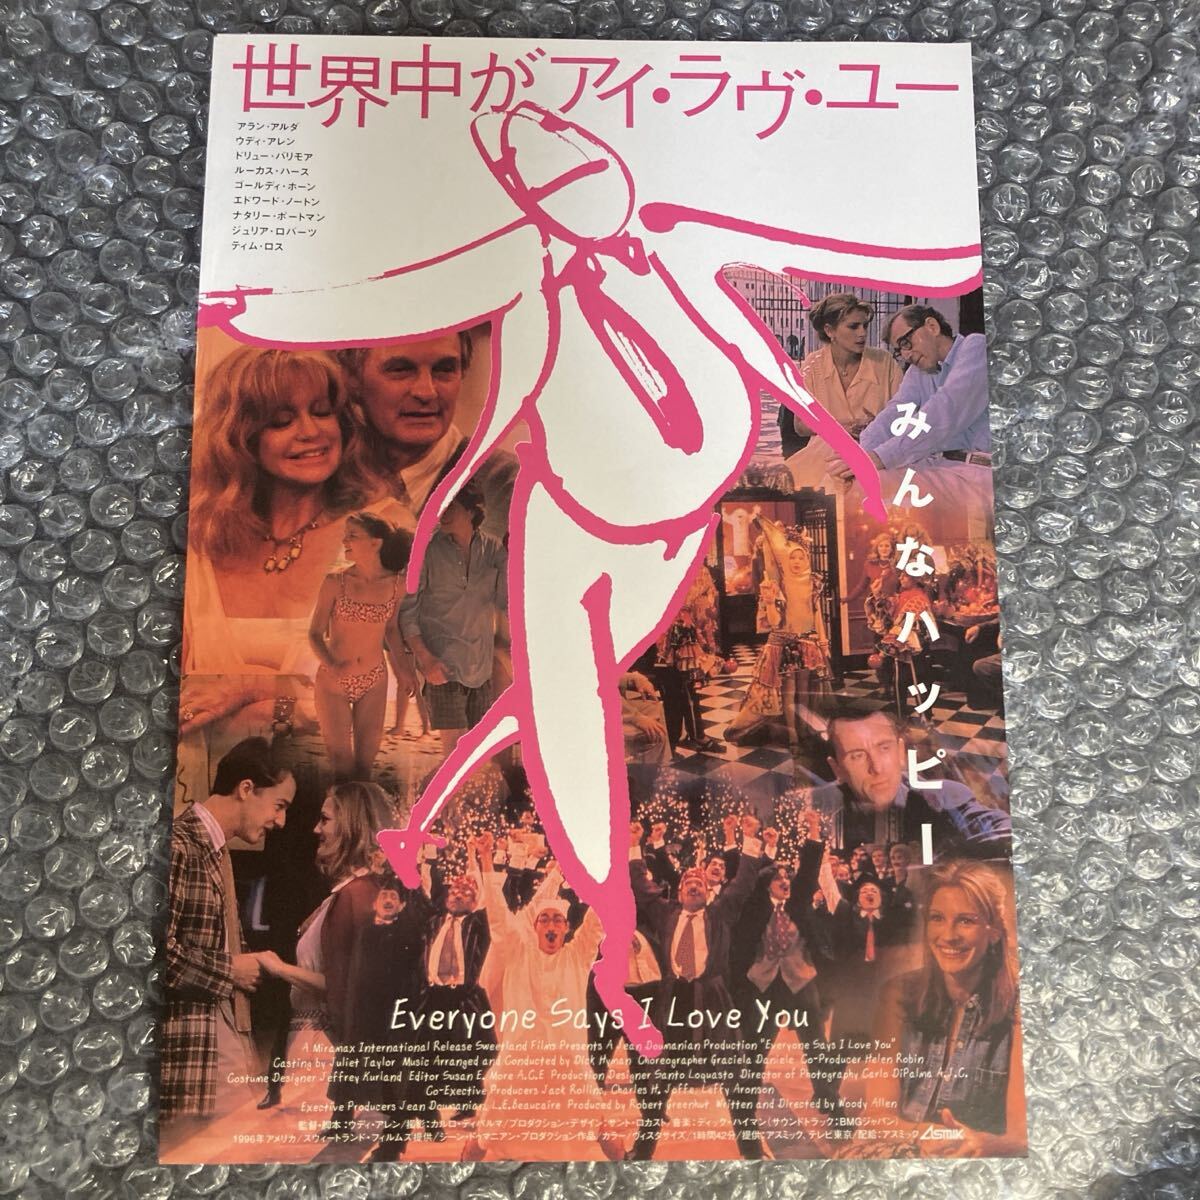 世界中がアイ・ラヴ・ユー
アラン・アルダ
ウディ・アレン
ドリュー・バリモア
ルーカス・ハース
ゴールディ・ホーン
エドワード・ノートン
ナタリー・ポートマン
ジュリア・ロバーツ
ティム・ロス
みんなハッピー
Everyone Says I Love You
A Miramax International Release Sweetland Films Presents A Jean Doumanian Production "Everyone Says I Love You"
Casting by Juliet Taylor Music Arranged and Conducted by Dick Hyman Choreographer Graciela Daniele Co-Producer Helen Robin
Costume Designer Jeffrey Kurland Editor Susan E. More A.C.E Production Designer Santo Loquasto Director of Photography Carlo DiPalma A.I.C.
Co-Exective Producers Jack Rollins, Charles H. Joffe, Leffy Aronson
Exective Producers Jean Doumanian, L.E.Beaucaire Produced by Robert Greenhut Written and Directed by Woody Allen
監督・脚本：ウディ・アレン/撮影：カルロ・ディパルマ/プロダクション・デザイン：サント・ロカスト/音楽：ディック・ハイマン（サウンドトラック：BMGジャパン）
1996年アメリカ/スウィートランド・フィルムズ提供/ジーン・ドゥマニアン・プロダクション作品/カラー/ヴィスタサイズ/1時間42分/提供：アスミック、テレビ東京/配給：アスミック ASMIK